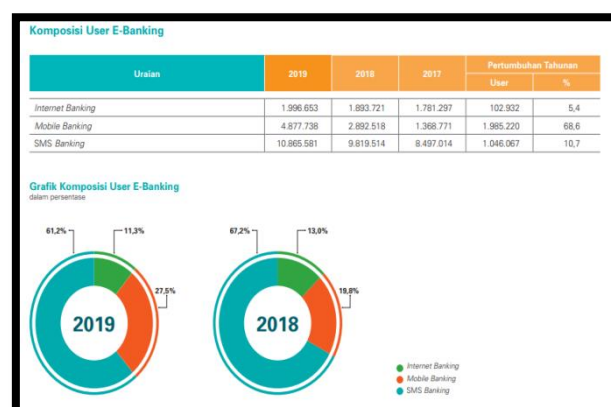 Komposisi User E-Banking
Uraian 2019 2018 2017 Pertumbuhan Tahunan
User %
Internet Banking 1.996.653 1.893.721 1.781.297 102.932 5,4
Mobile Banking 4.877.738 2.892.518 1.368.771 1.985.220 68,6
SMS Banking 10.865.581 9.819.514 8.497.014 1.046.067 10,7
Grafik Komposisi User E-Banking
dalam persentase
61,2% 11,3% 67,2% 13,0%
27,5% 19,8%
2019 2018
Internet Banking
Mobile Banking
SMS Banking